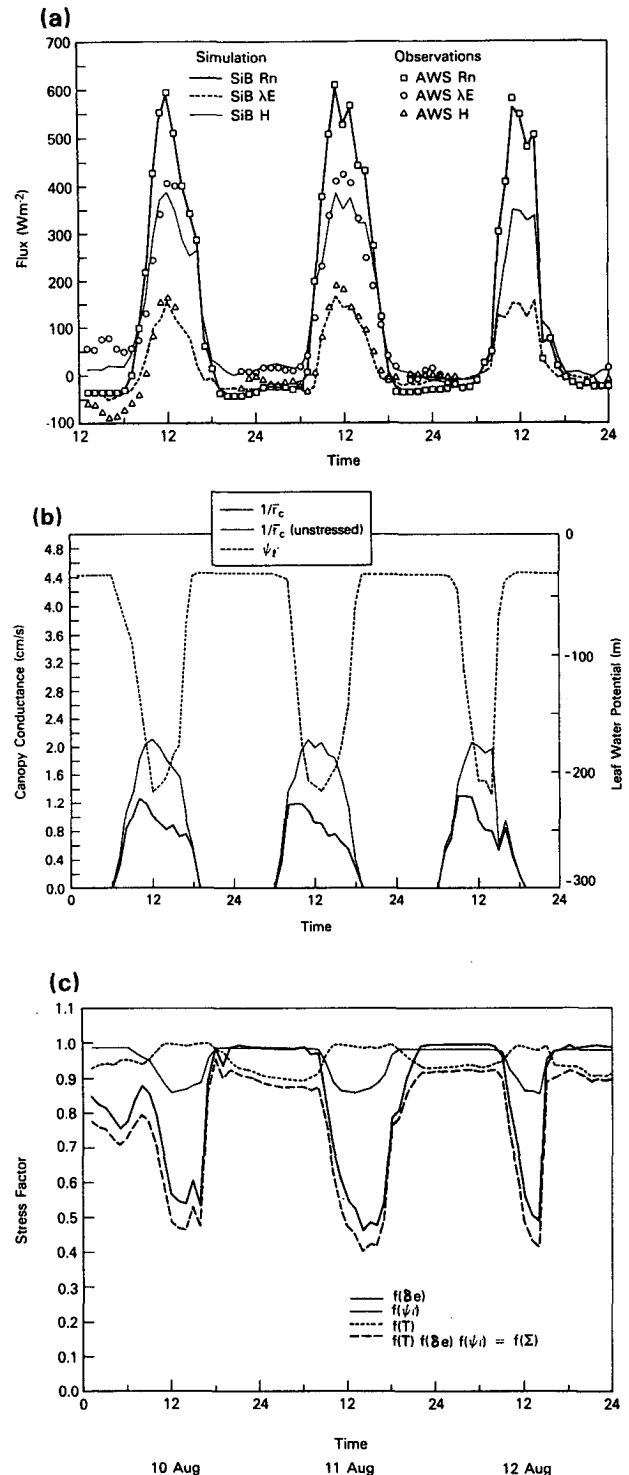 (a)
700
600
500
400
300
200
100
0
-100
Flux (Wm⁻²)
Simulation
SiB Rn
SiB λE
SiB H
Observations
AWS Rn
AWS λE
AWS H
12 12 24 12 24 12 24
Time
(b)
1/r̄c
1/r̄c (unstressed)
ψℓ
4.8
4.4
4.0
3.6
3.2
2.8
2.4
2.0
1.6
1.2
0.8
0.4
0.0
Canopy Conductance (cm/s)
0
-100
-200
-300
Leaf Water Potential (m)
0 12 24 12 24 12 24
Time
(c)
1.1
1.0
0.9
0.8
0.7
0.6
0.5
0.4
0.3
0.2
0.1
0.0
Stress Factor
f(δe)
f(ψℓ)
f(T)
f(T) f(δe) f(ψℓ) = f(Σ)
0 12 24 12 24 12 24
Time
10 Aug 11 Aug 12 Aug